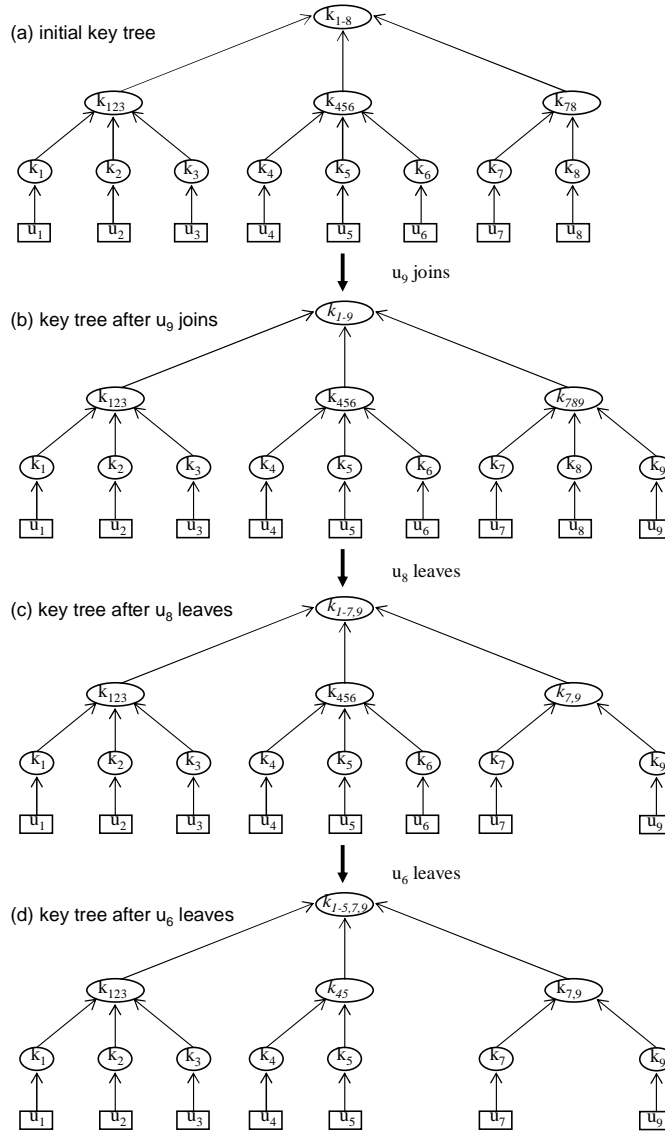 k₁₋₈
(a) initial key tree
k₁₂₃ k₄₅₆ k₇₈
k₁ k₂ k₃ k₄ k₅ k₆ k₇ k₈
u₁ u₂ u₃ u₄ u₅ u₆ u₇ u₈
u₉ joins
k₁₋₉
(b) key tree after u₉ joins
k₁₂₃ k₄₅₆ k₇₈₉
k₁ k₂ k₃ k₄ k₅ k₆ k₇ k₈ k₉
u₁ u₂ u₃ u₄ u₅ u₆ u₇ u₈ u₉
u₈ leaves
k₁₋₇,₉
(c) key tree after u₈ leaves
k₁₂₃ k₄₅₆ k₇,₉
k₁ k₂ k₃ k₄ k₅ k₆ k₇ k₉
u₁ u₂ u₃ u₄ u₅ u₆ u₇ u₉
u₆ leaves
k₁₋₅,₇,₉
(d) key tree after u₆ leaves
k₁₂₃ k₄₅ k₇,₉
k₁ k₂ k₃ k₄ k₅ k₇ k₉
u₁ u₂ u₃ u₄ u₅ u₇ u₉